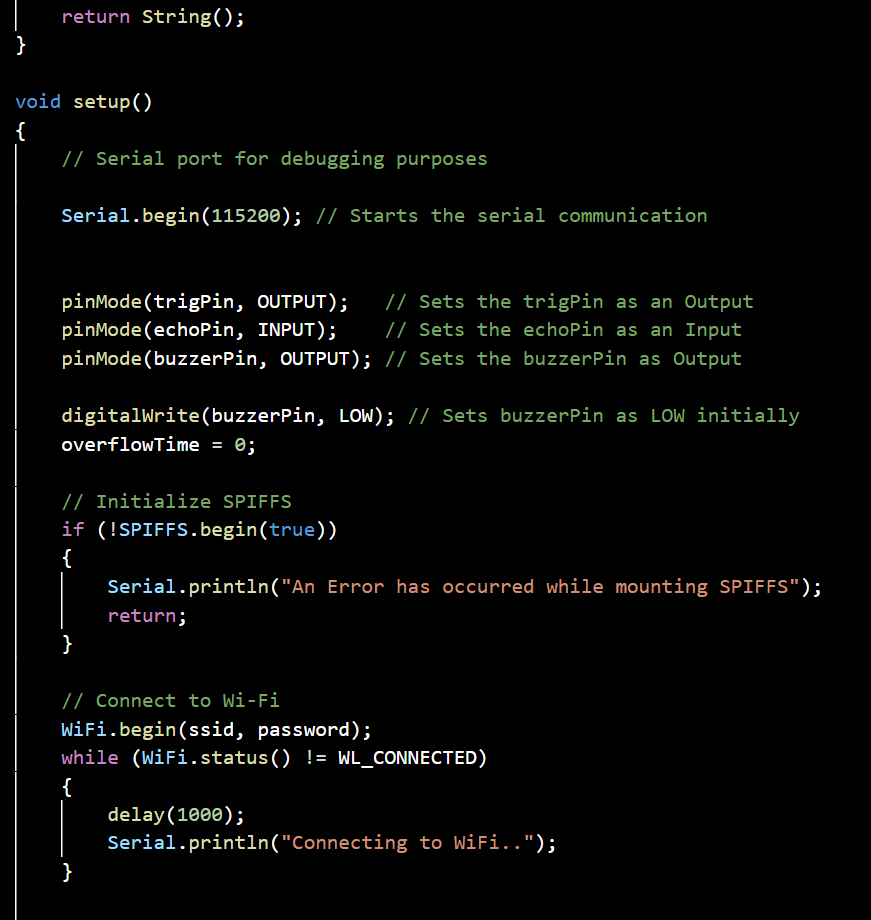 return String();
}

void setup()
{
    // Serial port for debugging purposes

    Serial.begin(115200); // Starts the serial communication


    pinMode(trigPin, OUTPUT);   // Sets the trigPin as an Output
    pinMode(echoPin, INPUT);    // Sets the echoPin as an Input
    pinMode(buzzerPin, OUTPUT); // Sets the buzzerPin as Output

    digitalWrite(buzzerPin, LOW); // Sets buzzerPin as LOW initially
    overflowTime = 0;

    // Initialize SPIFFS
    if (!SPIFFS.begin(true))
    {
        Serial.println("An Error has occurred while mounting SPIFFS");
        return;
    }

    // Connect to Wi-Fi
    WiFi.begin(ssid, password);
    while (WiFi.status() != WL_CONNECTED)
    {
        delay(1000);
        Serial.println("Connecting to WiFi..");
    }